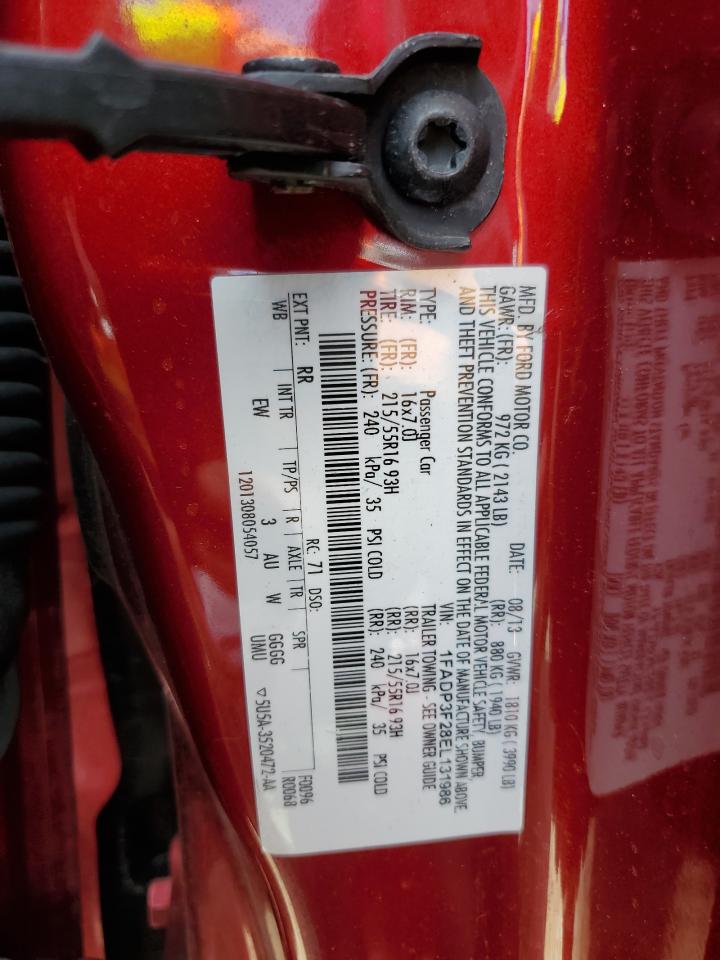 MFD. BY FORD MOTOR CO.
DATE: 08/13 GVWR: 1810 KG ( 3990 LB)
GAWR: (FR): 972 KG ( 2143 LB) (RR): 880 KG ( 1940 LB)
THIS VEHICLE CONFORMS TO ALL APPLICABLE FEDERAL MOTOR VEHICLE SAFETY, BUMPER,
AND THEFT PREVENTION STANDARDS IN EFFECT ON THE DATE OF MANUFACTURE SHOWN ABOVE.
VIN: 1FADP3F28EL131986
TYPE: Passenger Car TRAILER TOWING - SEE OWNER GUIDE
RIM: (FR): 16x7.0J (RR): 16x7.0J
TIRE: (FR): 215/55R16 93H (RR): 215/55R16 93H
PRESSURE: (FR): 240 kPa/ 35 PSI COLD (RR): 240 kPa/ 35 PSI COLD
RC: 71 DSO: F0096
EXT PNT: RR R0068
WB INT TR TP/PS R AXLE TR SPR
EW 3 AU W GGGG
UMU
1201308054057 ▽5U5A-3520472-AA